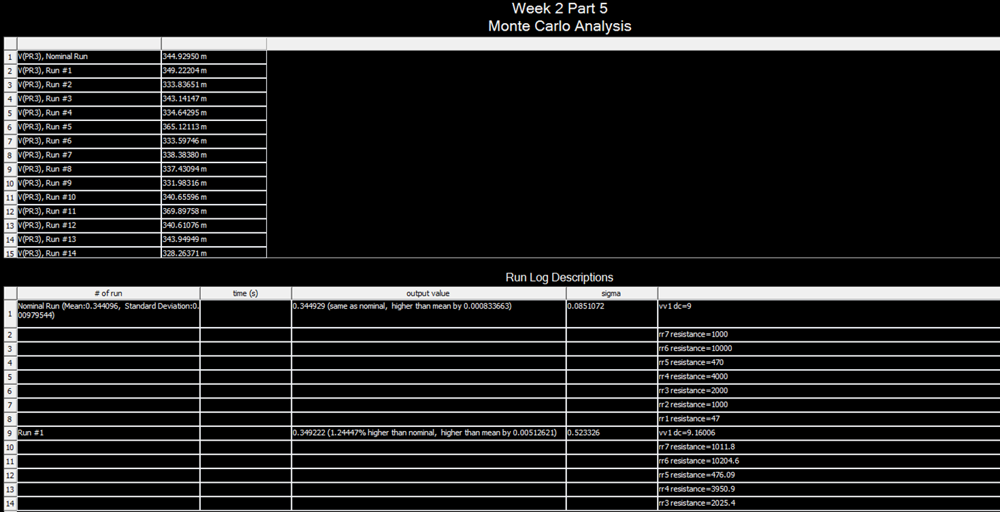 Week 2 Part 5
Monte Carlo Analysis
1 V(PR3), Nominal Run 344.92950 m
2 V(PR3), Run #1 349.22204 m
3 V(PR3), Run #2 333.83651 m
4 V(PR3), Run #3 343.14147 m
5 V(PR3), Run #4 334.64295 m
6 V(PR3), Run #5 365.12113 m
7 V(PR3), Run #6 333.59746 m
8 V(PR3), Run #7 338.38380 m
9 V(PR3), Run #8 337.43094 m
10 V(PR3), Run #9 331.98316 m
11 V(PR3), Run #10 340.65596 m
12 V(PR3), Run #11 369.89758 m
13 V(PR3), Run #12 340.61076 m
14 V(PR3), Run #13 343.94949 m
15 V(PR3), Run #14 328.26371 m
Run Log Descriptions
# of run time (s) output value sigma
1 Nominal Run (Mean:0.344096, Standard Deviation:0. 0.344929 (same as nominal, higher than mean by 0.000833663) 0.0851072 vv1 dc=9
00979544)
2 rr7 resistance=1000
3 rr6 resistance=10000
4 rr5 resistance=470
5 rr4 resistance=4000
6 rr3 resistance=2000
7 rr2 resistance=1000
8 rr1 resistance=47
9 Run #1 0.349222 (1.24447% higher than nominal, higher than mean by 0.00512621) 0.523326 vv1 dc=9.16006
10 rr7 resistance=1011.8
11 rr6 resistance=10204.6
12 rr5 resistance=476.09
13 rr4 resistance=3950.9
14 rr3 resistance=2025.4